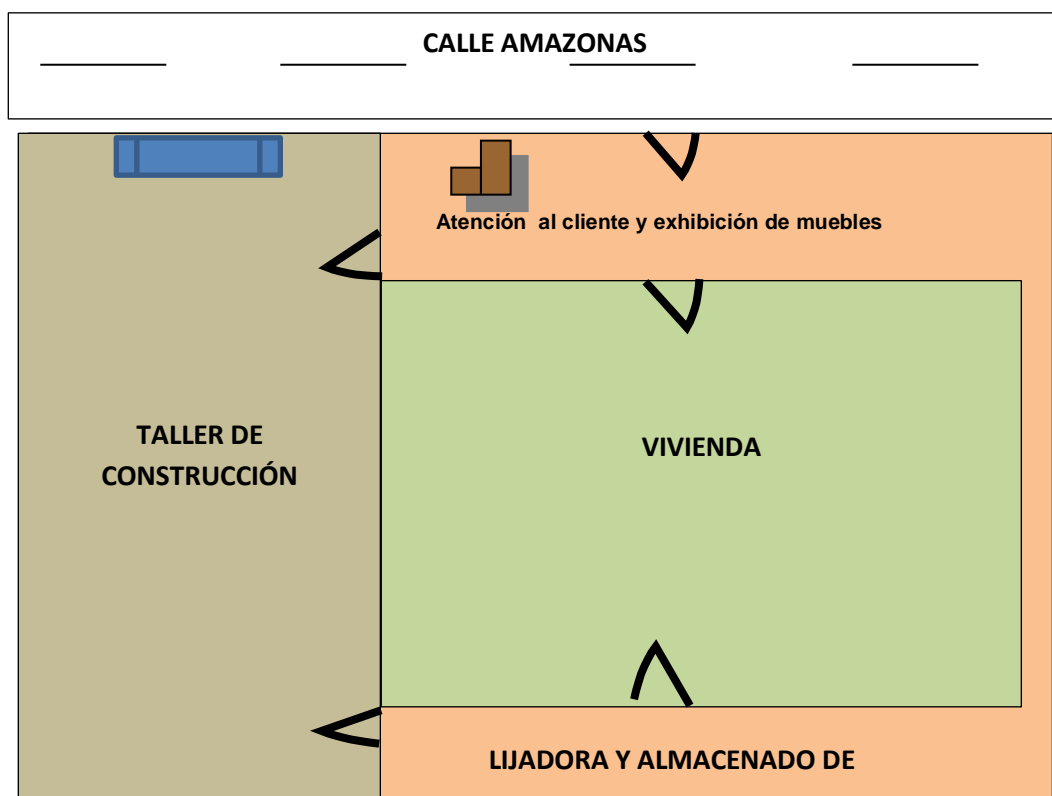 CALLE AMAZONAS
Atención al cliente y exhibición de muebles
TALLER DE
CONSTRUCCIÓN
VIVIENDA
LIJADORA Y ALMACENADO DE